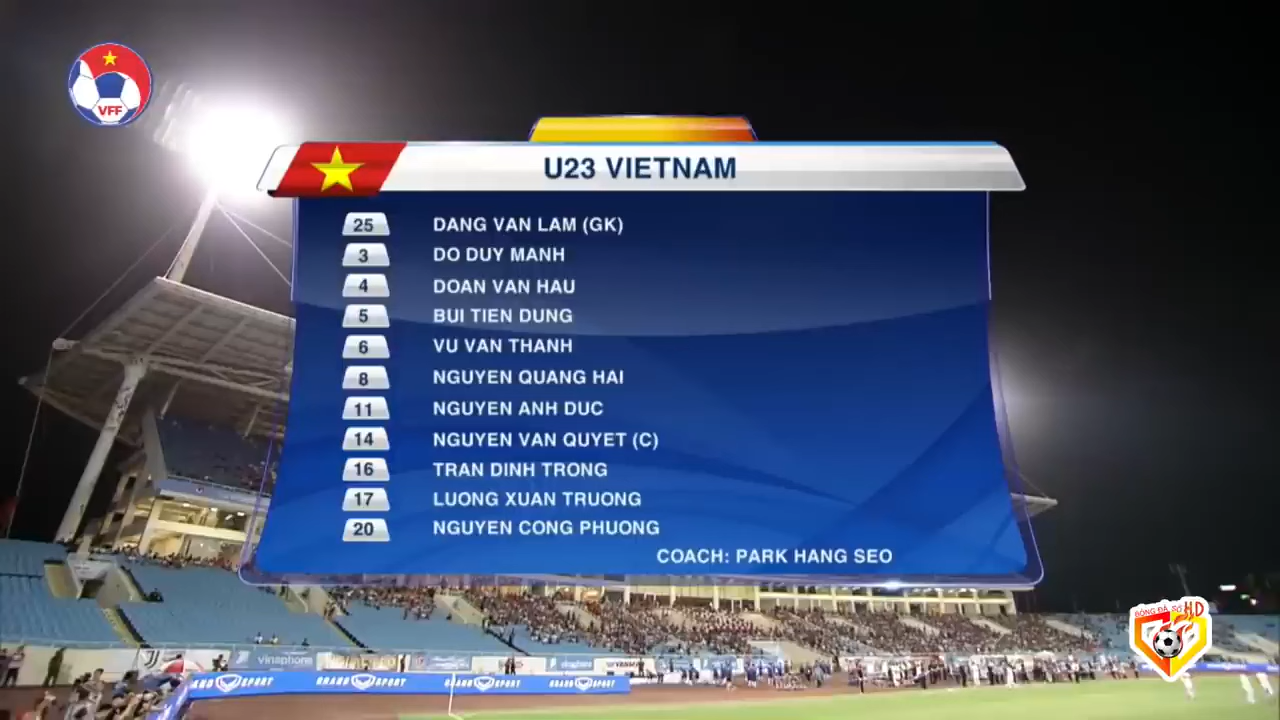 VFF
U23 VIETNAM
25 DANG VAN LAM (GK)
3 DO DUY MANH
4 DOAN VAN HAU
5 BUI TIEN DUNG
6 VU VAN THANH
8 NGUYEN QUANG HAI
11 NGUYEN ANH DUC
14 NGUYEN VAN QUYET (C)
16 TRAN DINH TRONG
17 LUONG XUAN TRUONG
20 NGUYEN CONG PHUONG
COACH: PARK HANG SEO
BÓNG ĐÁ SỐ HD
vinaphone
GRAND SPORT GRAND SPORT GRAND SPORT GRAND SPORT